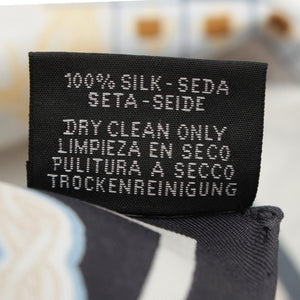 100% SILK-SEDA
SETA-SEIDE
DRY CLEAN ONLY
LIMPIEZA EN SECO
PULITURA A SECCO
TROCKENREINIGUNG